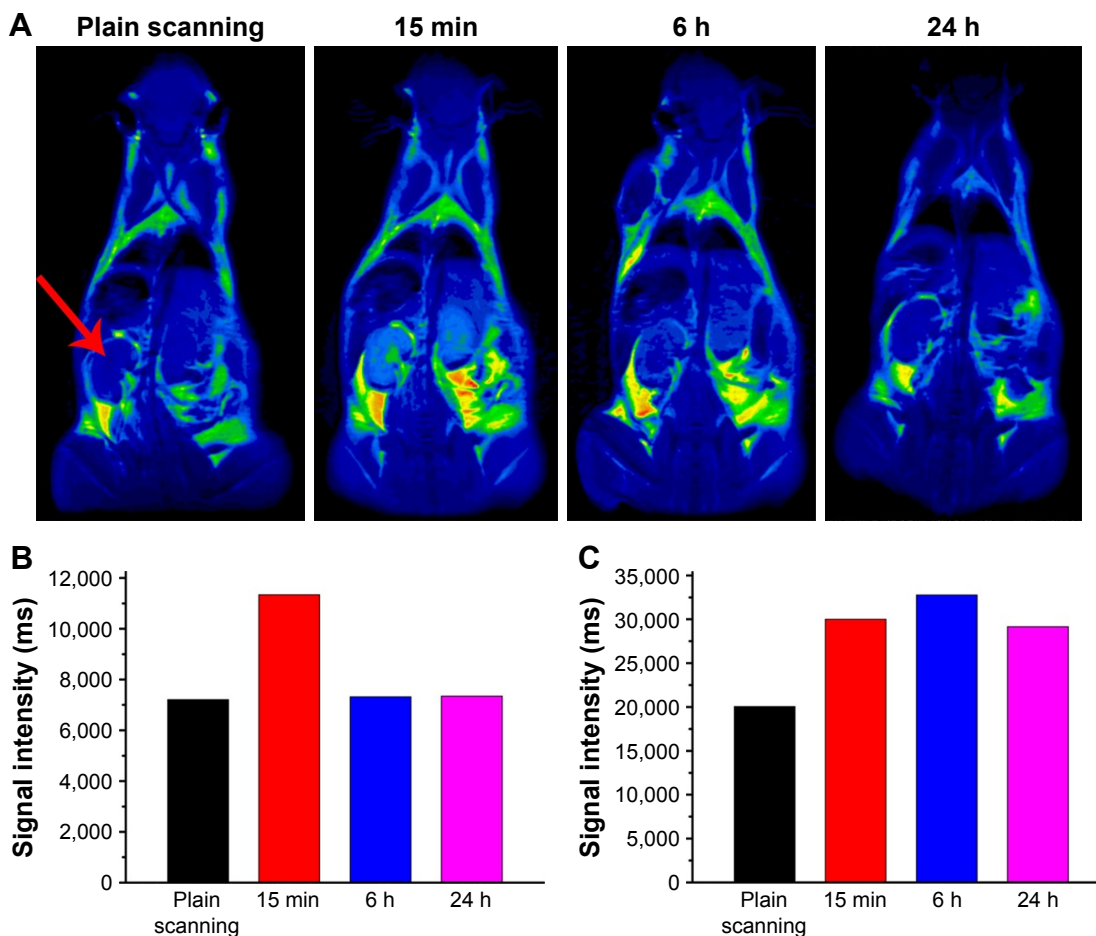 A
Plain scanning
15 min
6 h
24 h
B
Signal intensity (ms)
12,000
10,000
8,000
6,000
4,000
2,000
0
Plain
scanning
15 min
6 h
24 h
C
Signal intensity (ms)
35,000
30,000
25,000
20,000
15,000
10,000
5,000
0
Plain
scanning
15 min
6 h
24 h